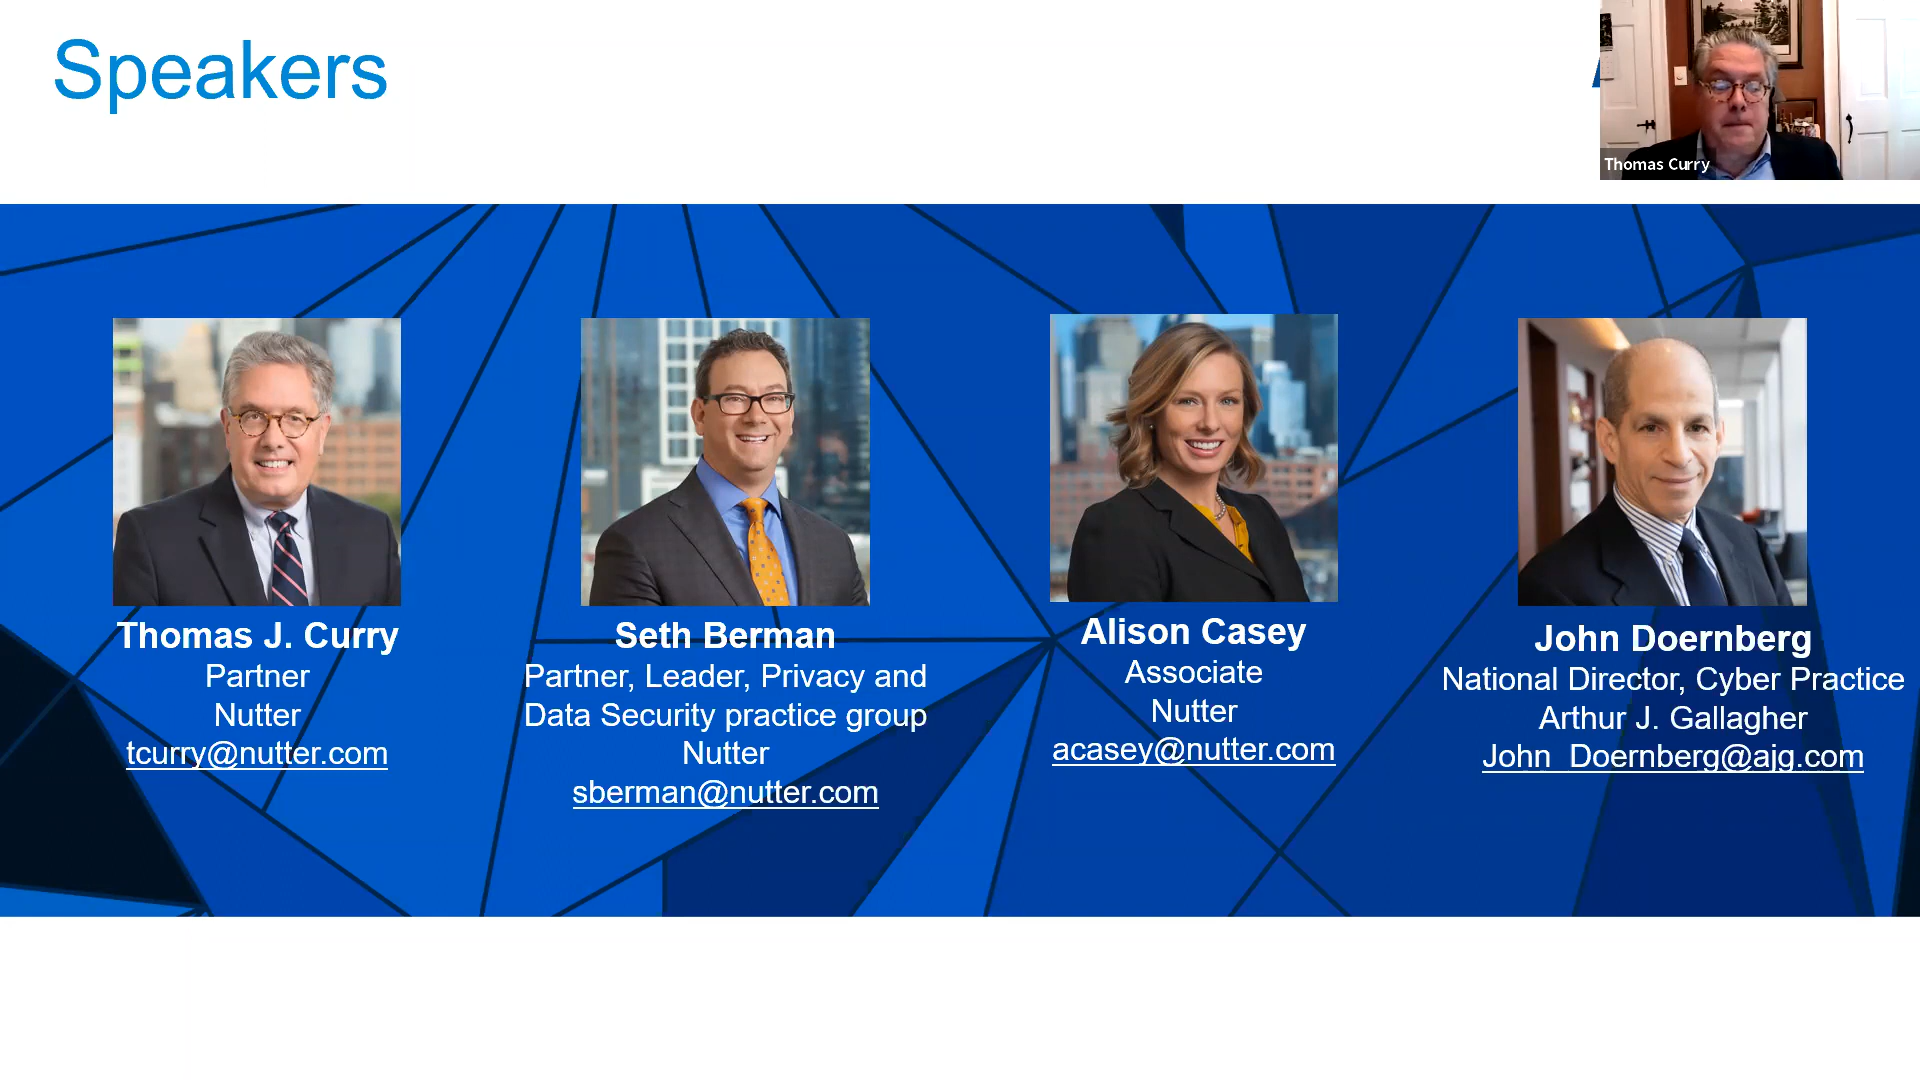 Speakers
Thomas Curry
Thomas J. Curry
Partner
Nutter
tcurry@nutter.com
Seth Berman
Partner, Leader, Privacy and
Data Security practice group
Nutter
sberman@nutter.com
Alison Casey
Associate
Nutter
acasey@nutter.com
John Doernberg
National Director, Cyber Practice
Arthur J. Gallagher
John_Doernberg@ajg.com